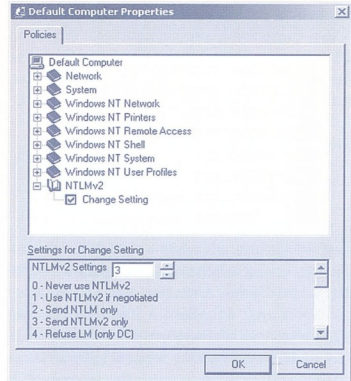 Default Computer Properties
Policies
Default Computer
Network
System
Windows NT Network
Windows NT Printers
Windows NT Remote Access
Windows NT Shell
Windows NT System
Windows NT User Profiles
NTLMv2
Change Setting
Settings for Change Setting
NTLMv2 Settings 3
0 - Never use NTLMv2
1 - Use NTLMv2 if negotiated
2 - Send NTLM only
3 - Send NTLMv2 only
4 - Refuse LM (only DC)
OK Cancel